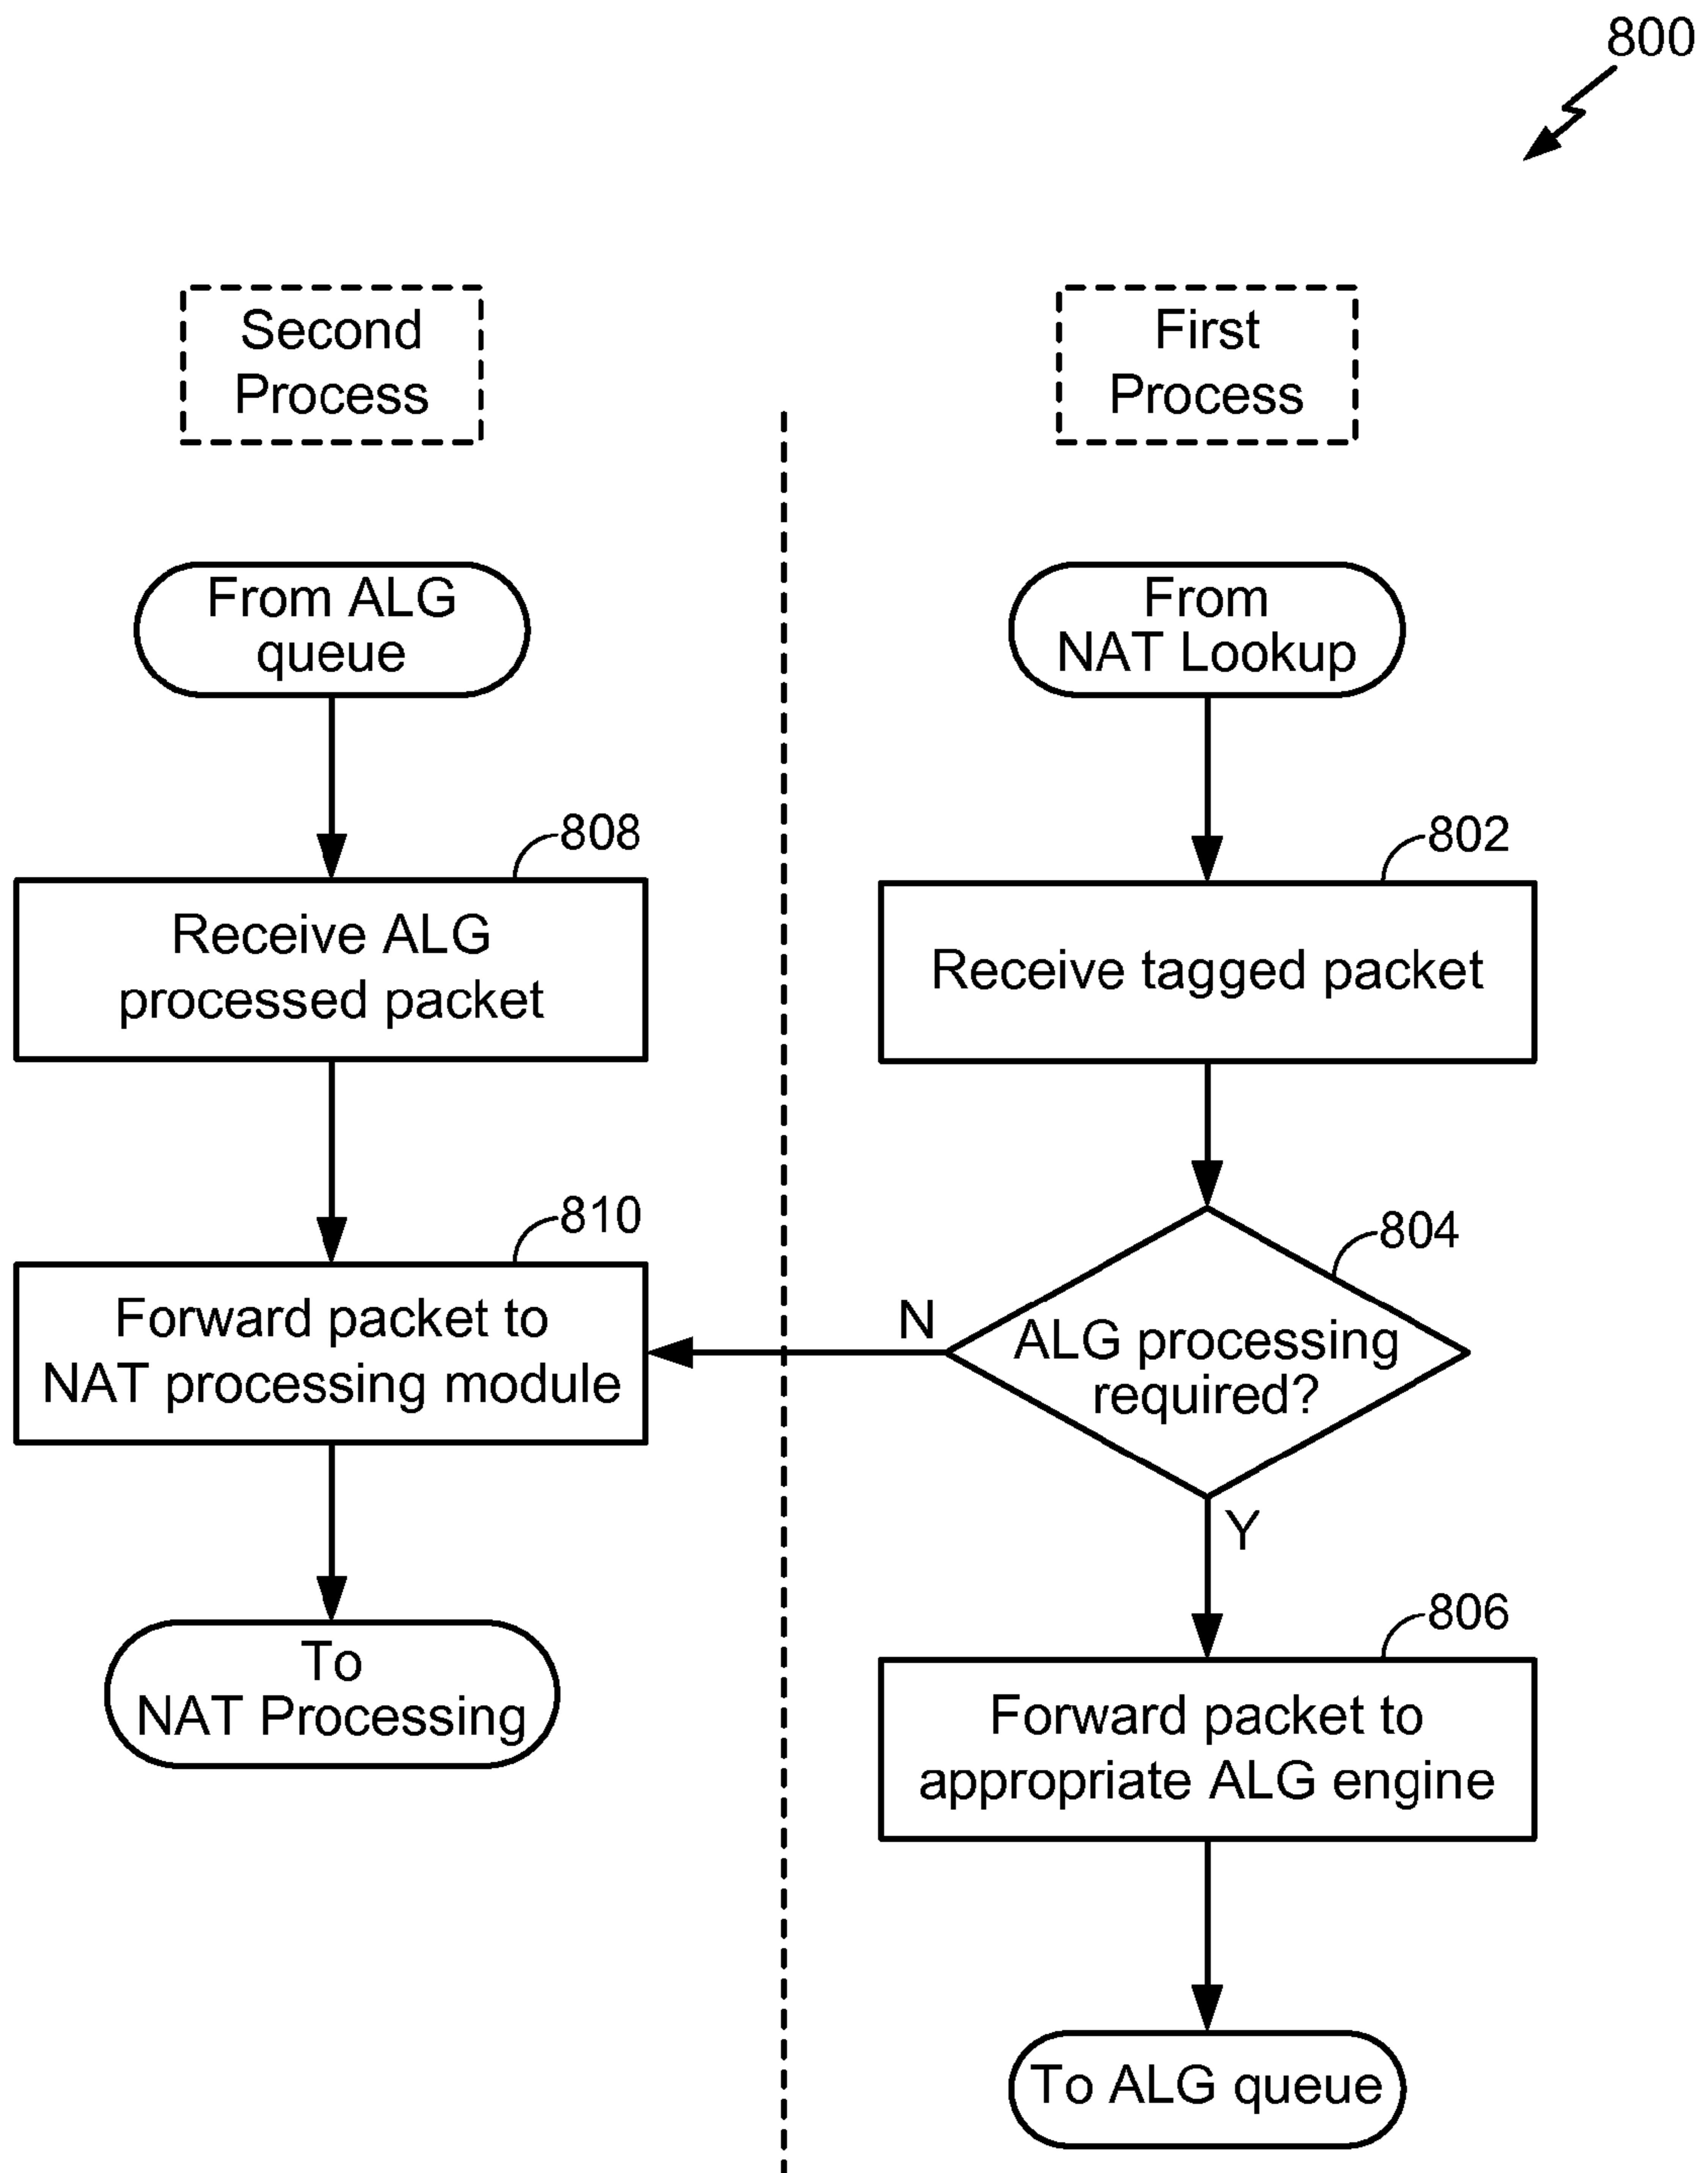 800
Second
Process
First
Process
From ALG
queue
From
NAT Lookup
808
802
Receive ALG
processed packet
Receive tagged packet
810
804
Forward packet to
NAT processing module
N
ALG processing
required?
Y
806
To
NAT Processing
Forward packet to
appropriate ALG engine
To ALG queue